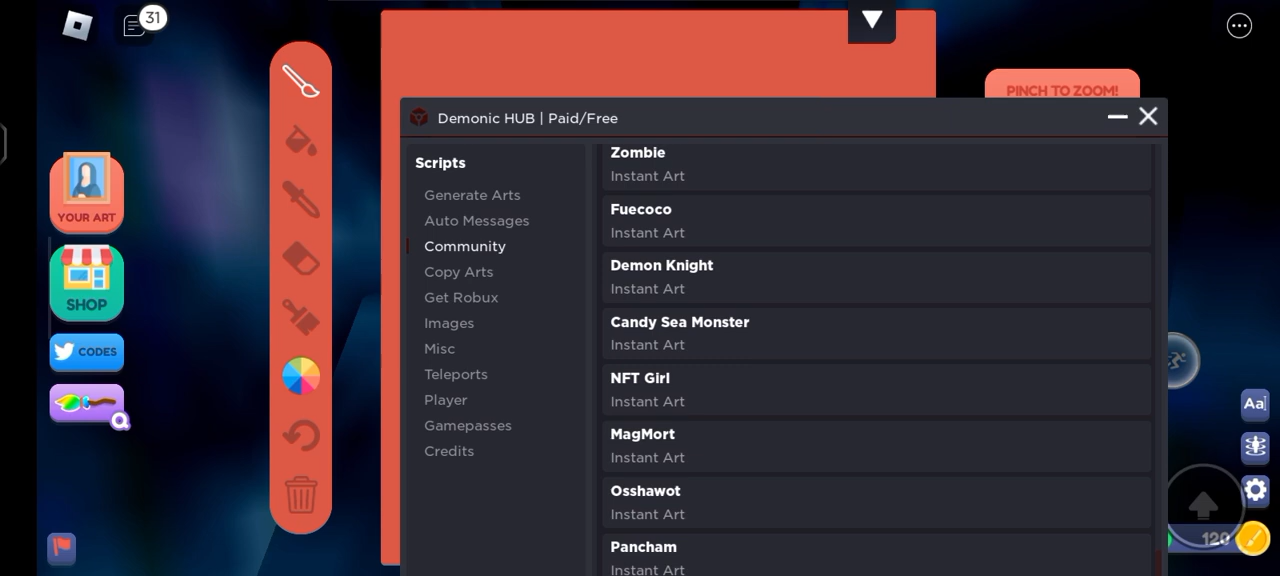 31
PINCH TO ZOOM!
Demonic HUB | Paid/Free
Scripts
Generate Arts
Auto Messages
Community
Copy Arts
Get Robux
Images
Misc
Teleports
Player
Gamepasses
Credits
Zombie
Instant Art
Fuecoco
Instant Art
Demon Knight
Instant Art
Candy Sea Monster
Instant Art
NFT Girl
Instant Art
MagMort
Instant Art
Osshawot
Instant Art
Pancham
Instant Art
YOUR ART
SHOP
CODES
Aa
120